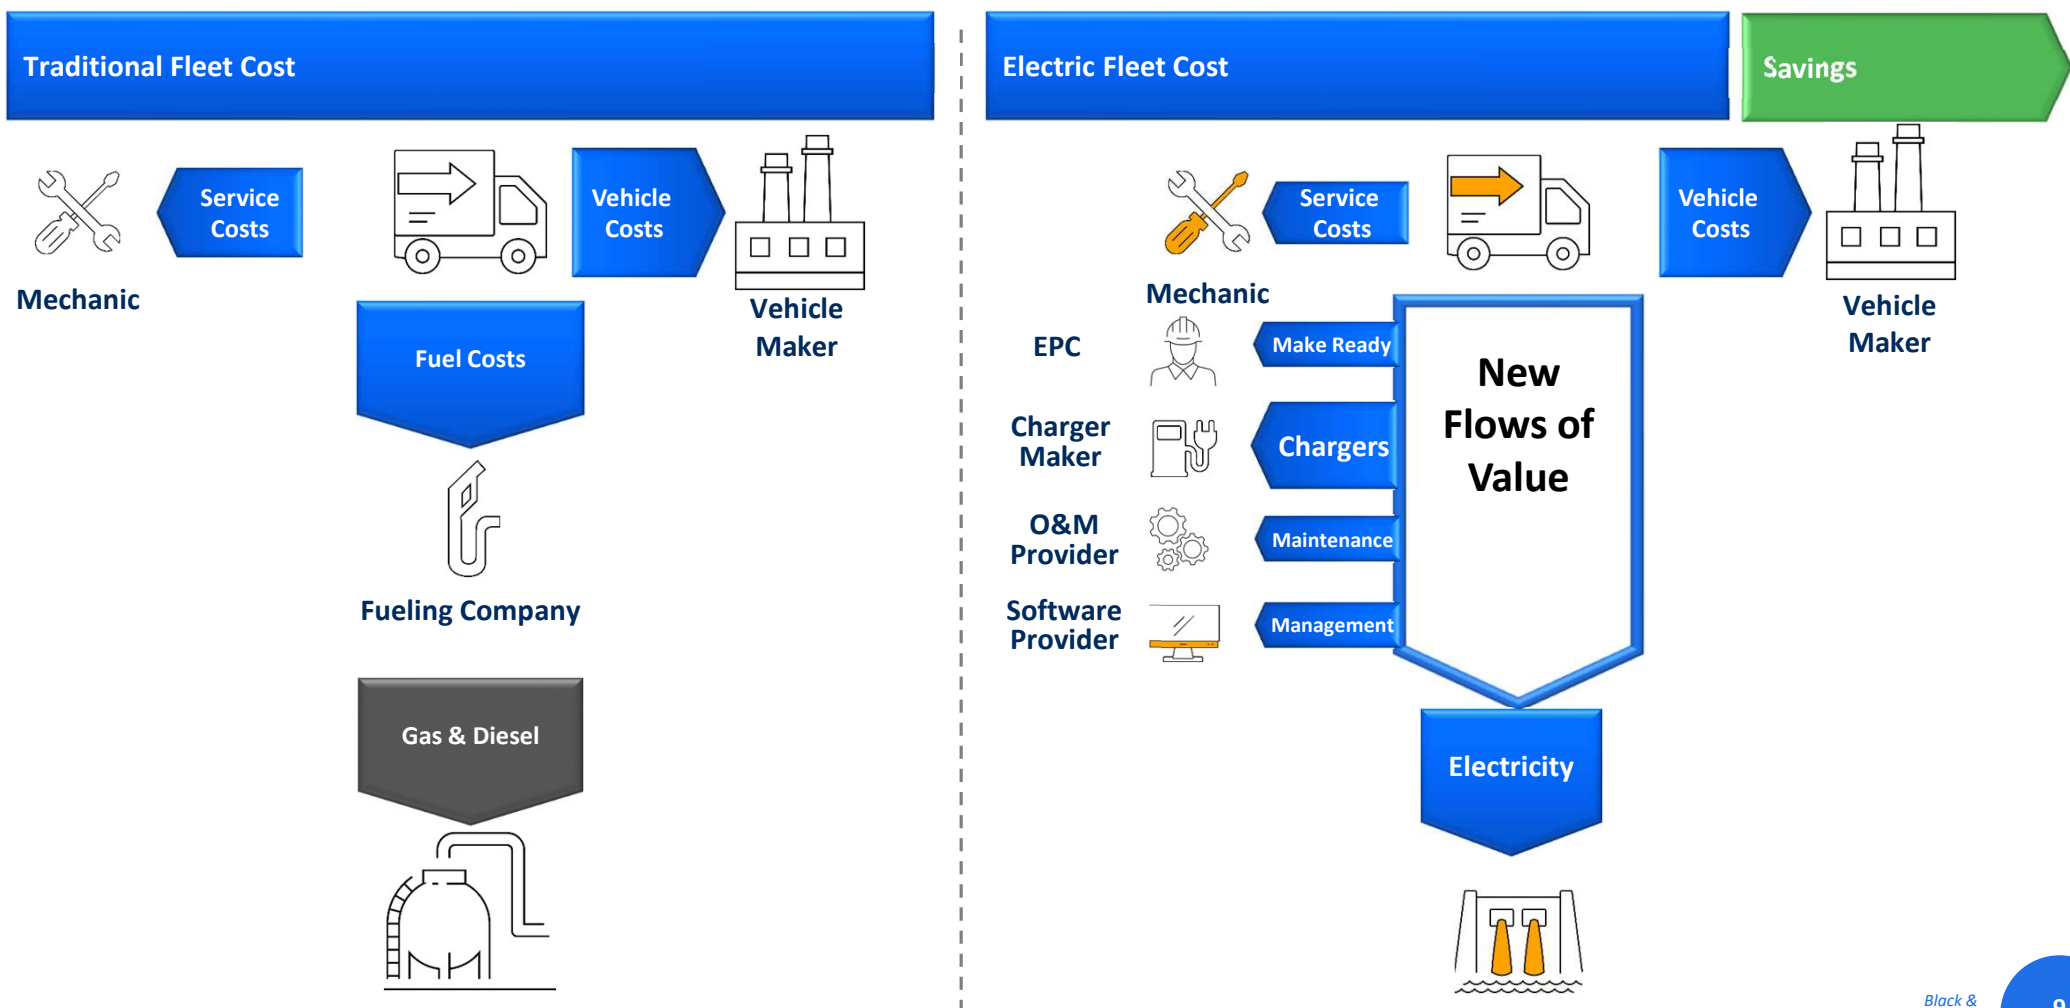 Traditional Fleet Cost
Service
Costs
Vehicle
Costs
Mechanic
Vehicle
Maker
Fuel Costs
Fueling Company
Gas & Diesel
Electric Fleet Cost
Savings
Service
Costs
Vehicle
Costs
Mechanic
Vehicle
Maker
EPC
Make Ready
Charger
Maker
Chargers
O&M
Provider
Maintenance
Software
Provider
Management
New
Flows of
Value
Electricity
Black &
9